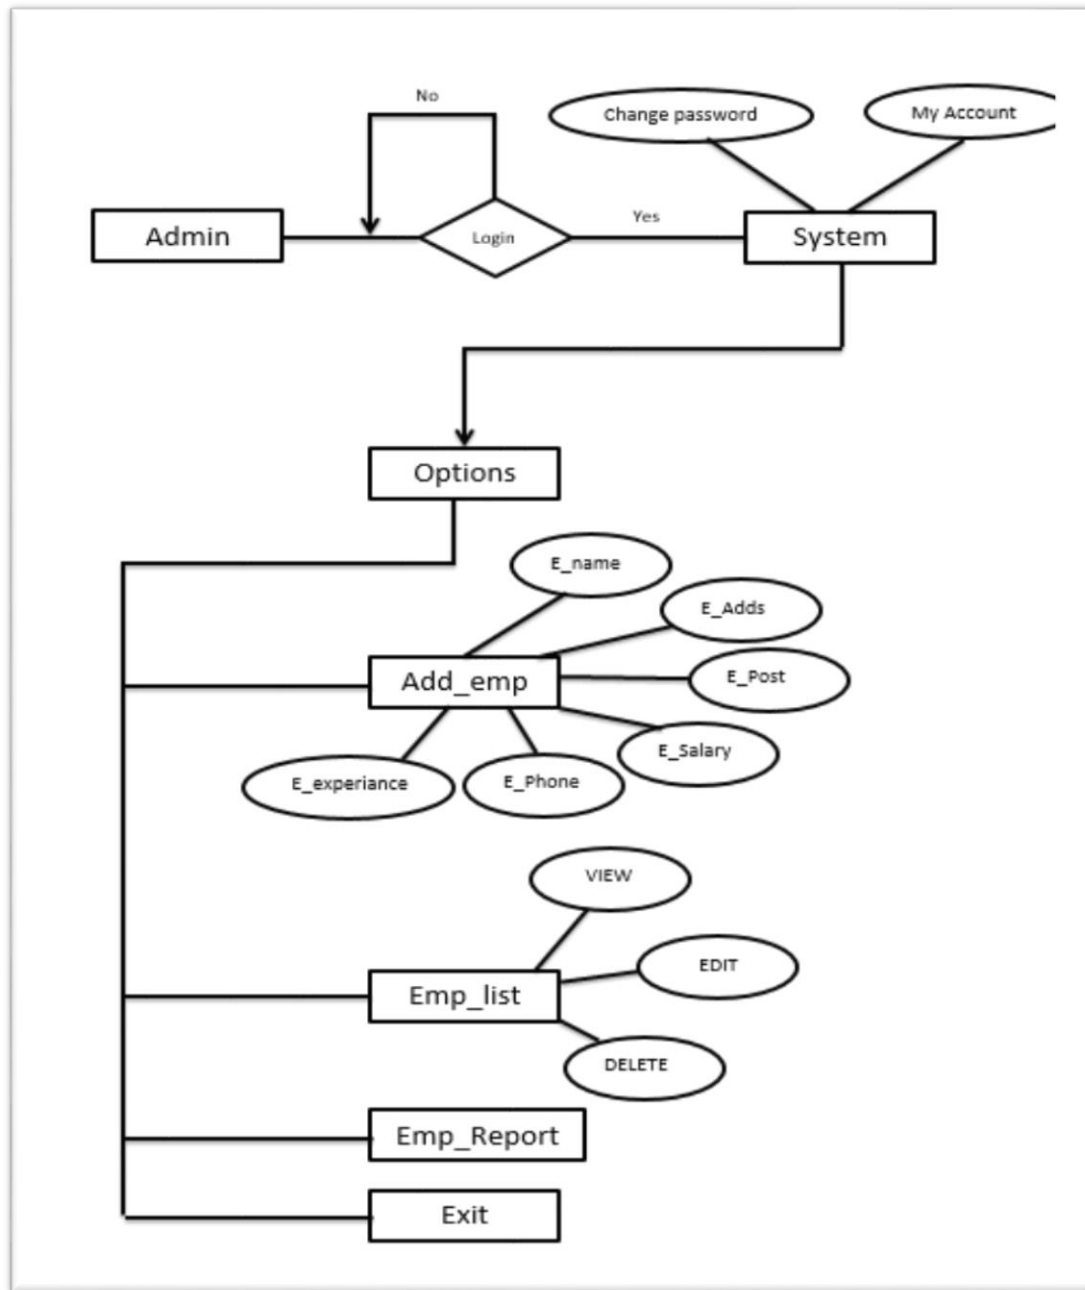 No
Change password
My Account
Admin
Login
Yes
System
Options
E_name
E_Adds
Add_emp
E_Post
E_Salary
E_experiance
E_Phone
VIEW
EDIT
Emp_list
DELETE
Emp_Report
Exit